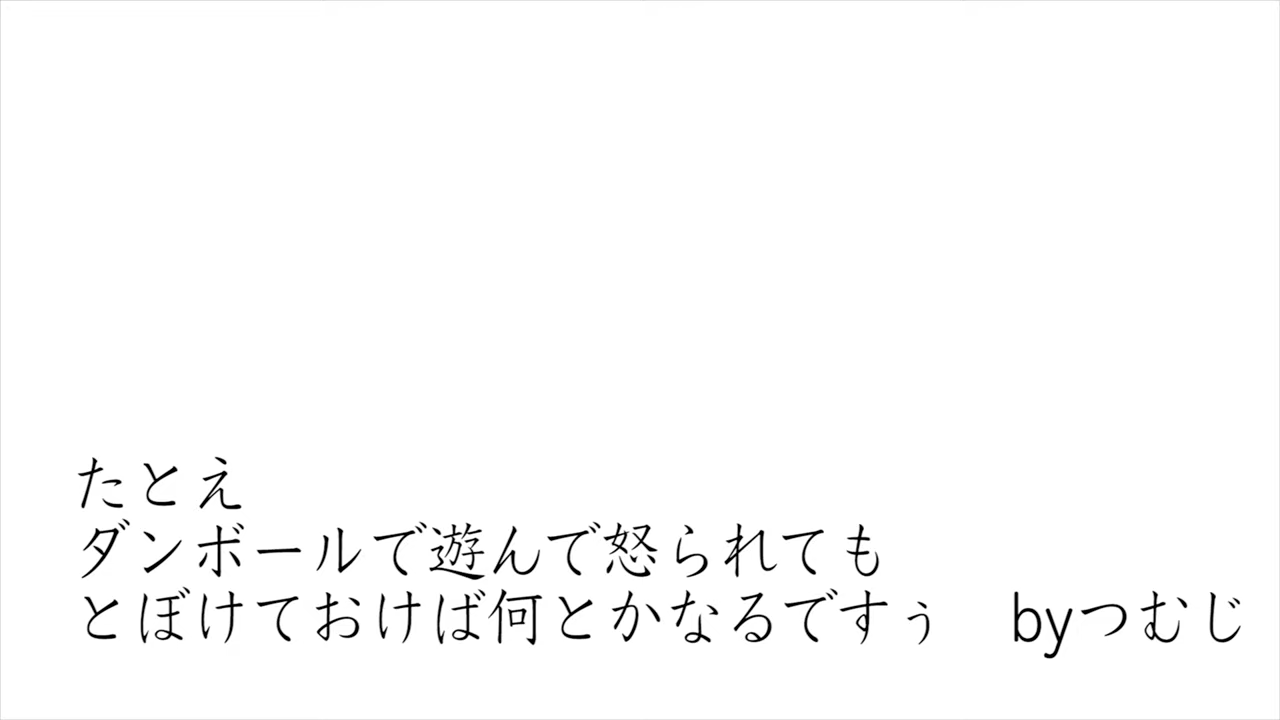 たとえ
ダンボールで遊んで怒られても
とぼけておけば何とかなるですぅ　byつむじ